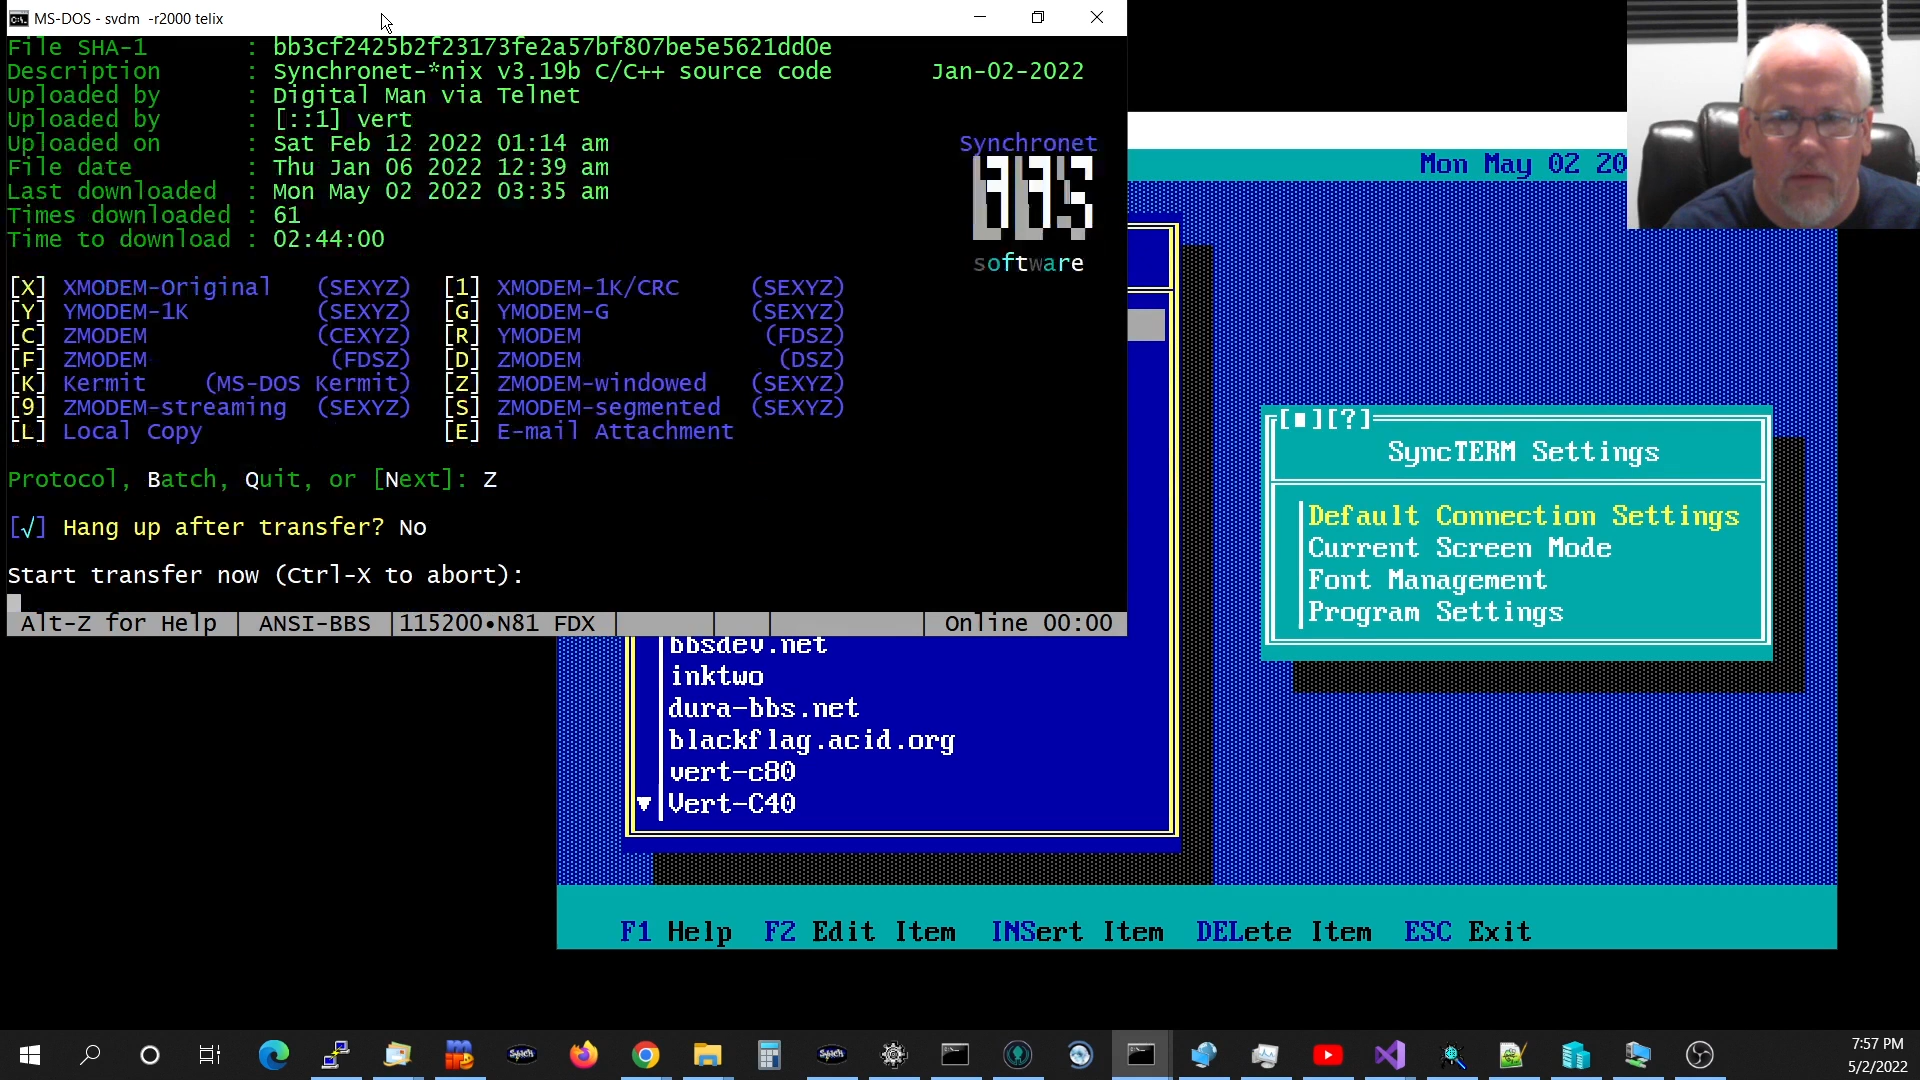 MS-DOS - svdm  -r2000 telix
File SHA-1       : bb3cf2425b2f23173fe2a57bf807be5e5621dd0e
Description      : Synchronet-*nix v3.19b C/C++ source code       Jan-02-2022
Uploaded by      : Digital Man via Telnet
Uploaded by      : [::1] vert
Uploaded on      : Sat Feb 12 2022 01:14 am
File date        : Thu Jan 06 2022 12:39 am
Last downloaded  : Mon May 02 2022 03:35 am
Times downloaded : 61
Time to download : 02:44:00
Synchronet
BBS
software
[X] XMODEM-Original   (SEXYZ)  [1] XMODEM-1K/CRC     (SEXYZ)
[Y] YMODEM-1K         (SEXYZ)  [G] YMODEM-G          (SEXYZ)
[C] ZMODEM            (CEXYZ)  [R] YMODEM             (FDSZ)
[F] ZMODEM             (FDSZ)  [D] ZMODEM              (DSZ)
[K] Kermit    (MS-DOS Kermit)  [Z] ZMODEM-windowed   (SEXYZ)
[9] ZMODEM-streaming  (SEXYZ)  [S] ZMODEM-segmented  (SEXYZ)
[L] Local Copy                 [E] E-mail Attachment
Protocol, Batch, Quit, or [Next]: Z
[√] Hang up after transfer? No
Start transfer now (Ctrl-X to abort):
Alt-Z for Help | ANSI-BBS | 115200•N81 FDX | Online 00:00
Mon May 02 20
[■][?]
SyncTERM Settings
Default Connection Settings
Current Screen Mode
Font Management
Program Settings
bbsdev.net
inktwo
dura-bbs.net
blackflag.acid.org
vert-c80
Vert-C40
F1 Help  F2 Edit Item  INSert Item  DELete Item  ESC Exit
7:57 PM
5/2/2022